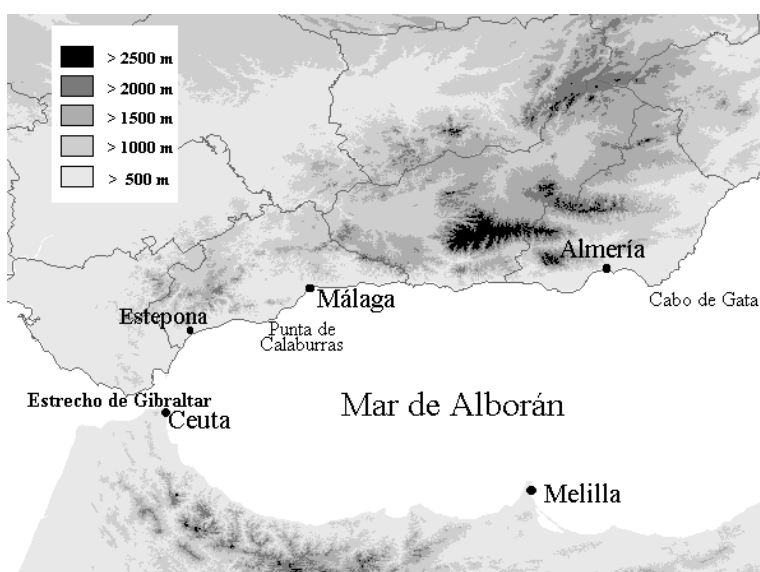 > 2500 m
> 2000 m
> 1500 m
> 1000 m
> 500 m
Almería
Cabo de Gata
Málaga
Estepona
Punta de
Calaburras
Estrecho de Gibraltar
Ceuta
Mar de Alborán
Melilla